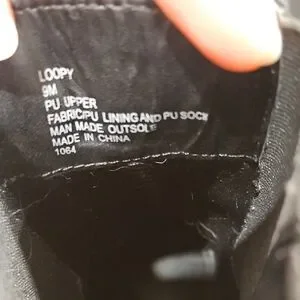 LOOPY
9M
PU UPPER
FABRIC/PU LINING AND PU SOCK
MAN MADE OUTSOLE
MADE IN CHINA
1064